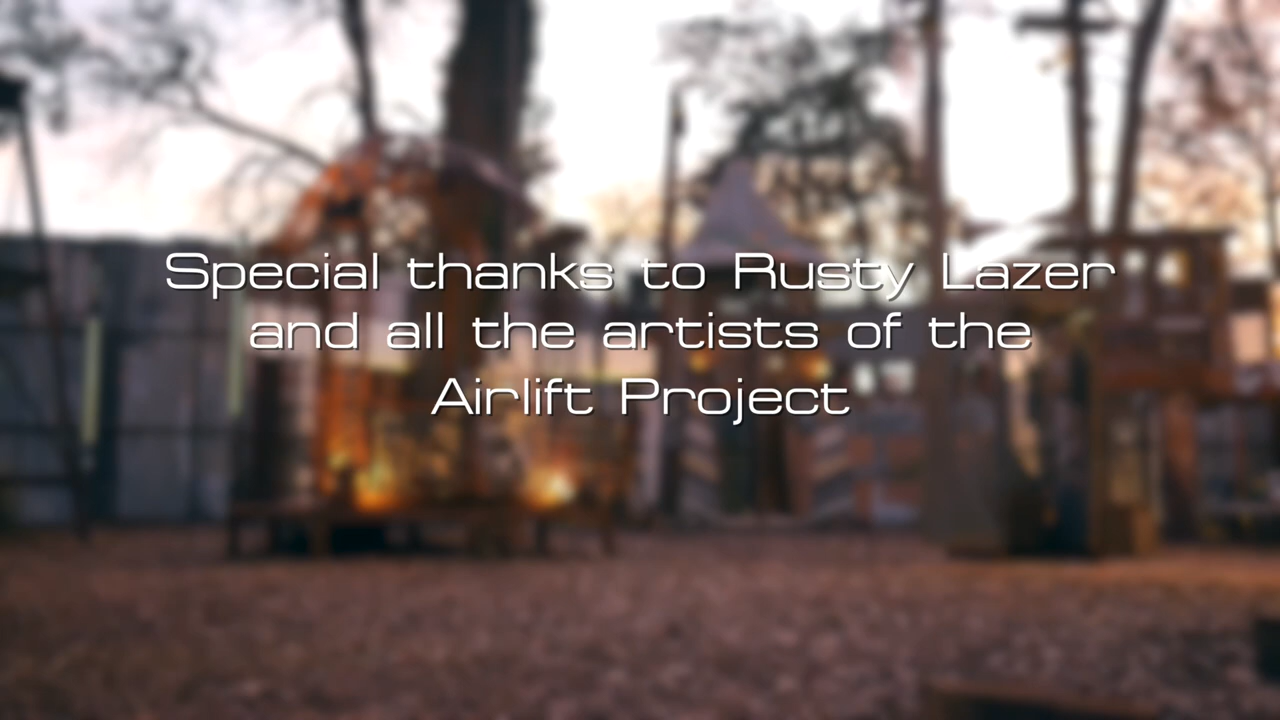 Special thanks to Rusty Lazer
and all the artists of the
Airlift Project